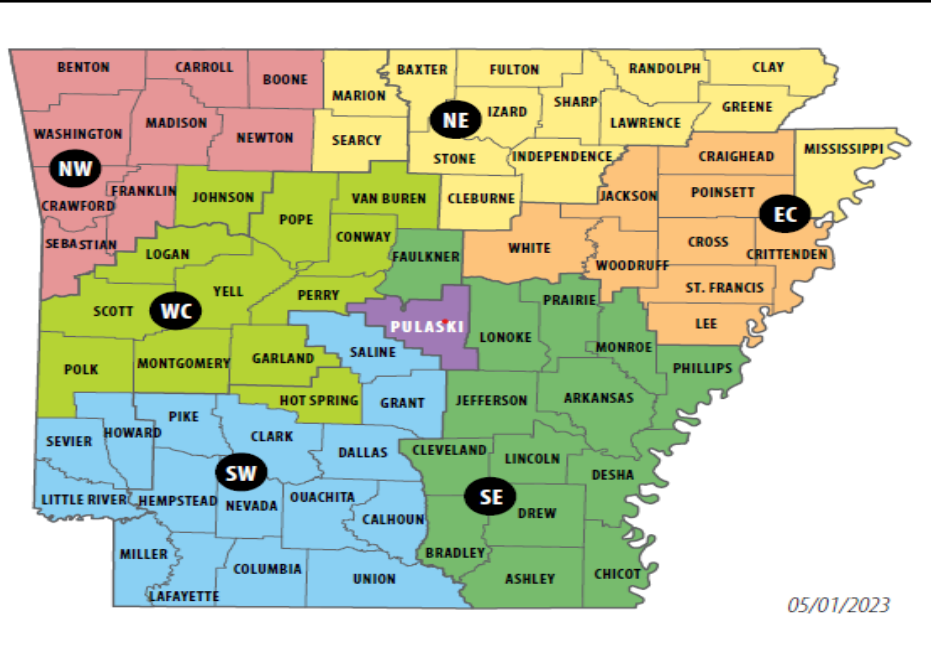 BENTON
CARROLL
BOONE
MARION
BAXTER
FULTON
RANDOLPH
CLAY
SHARP
IZARD
GREENE
LAWRENCE
NE
WASHINGTON
MADISON
NEWTON
SEARCY
STONE
INDEPENDENCE
CRAIGHEAD
MISSISSIPPI
NW
FRANKLIN
CRAWFORD
JOHNSON
POPE
VAN BUREN
CLEBURNE
JACKSON
POINSETT
EC
SEBASTIAN
LOGAN
CONWAY
FAULKNER
WHITE
WOODRUFF
CROSS
CRITTENDEN
SCOTT
WC
YELL
PERRY
PULASKI
LONOKE
PRAIRIE
ST. FRANCIS
LEE
MONROE
PHILLIPS
POLK
MONTGOMERY
GARLAND
SALINE
HOT SPRING
GRANT
JEFFERSON
ARKANSAS
SEVIER
HOWARD
PIKE
CLARK
DALLAS
CLEVELAND
LINCOLN
DESHA
SW
SE
LITTLE RIVER
HEMPSTEAD
NEVADA
OUACHITA
CALHOUN
DREW
MILLER
LAFAYETTE
COLUMBIA
UNION
BRADLEY
ASHLEY
CHICOT
05/01/2023